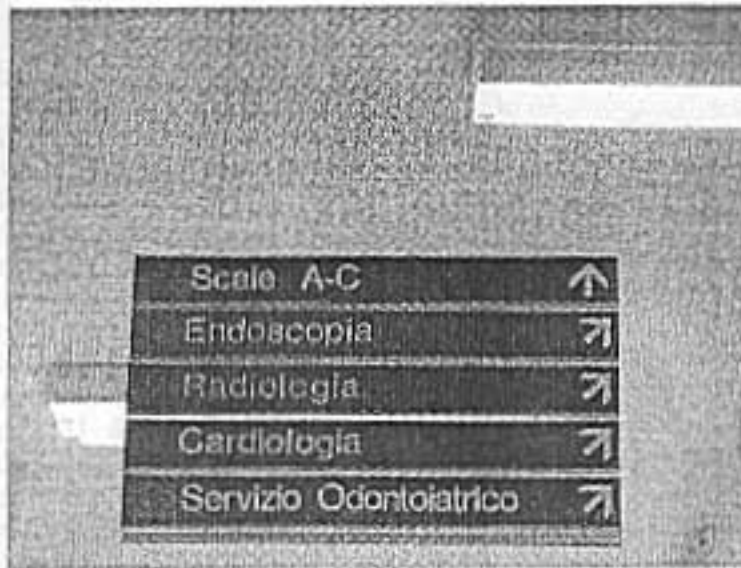 Scale A-C
Endoscopia
Radiologia
Cardiologia
Servizio Odontoiatrico